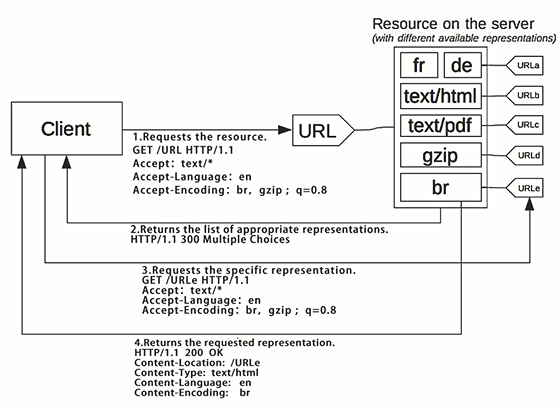 Resource on the server
(with different available representations)
fr
de
URLa
text/html
URLb
text/pdf
URLc
gzip
URLd
br
URLe
Client
URL
1.Requests the resource.
GET /URL HTTP/1.1
Accept: text/*
Accept-Language: en
Accept-Encoding: br, gzip ; q=0.8
2.Returns the list of appropriate representations.
HTTP/1.1 300 Multiple Choices
3.Requests the specific representation.
GET /URLe HTTP/1.1
Accept: text/*
Accept-Language: en
Accept-Encoding: br, gzip ; q=0.8
4.Returns the requested representation.
HTTP/1.1 200 OK
Content-Location: /URLe
Content-Type: text/html
Content-Language: en
Content-Encoding: br